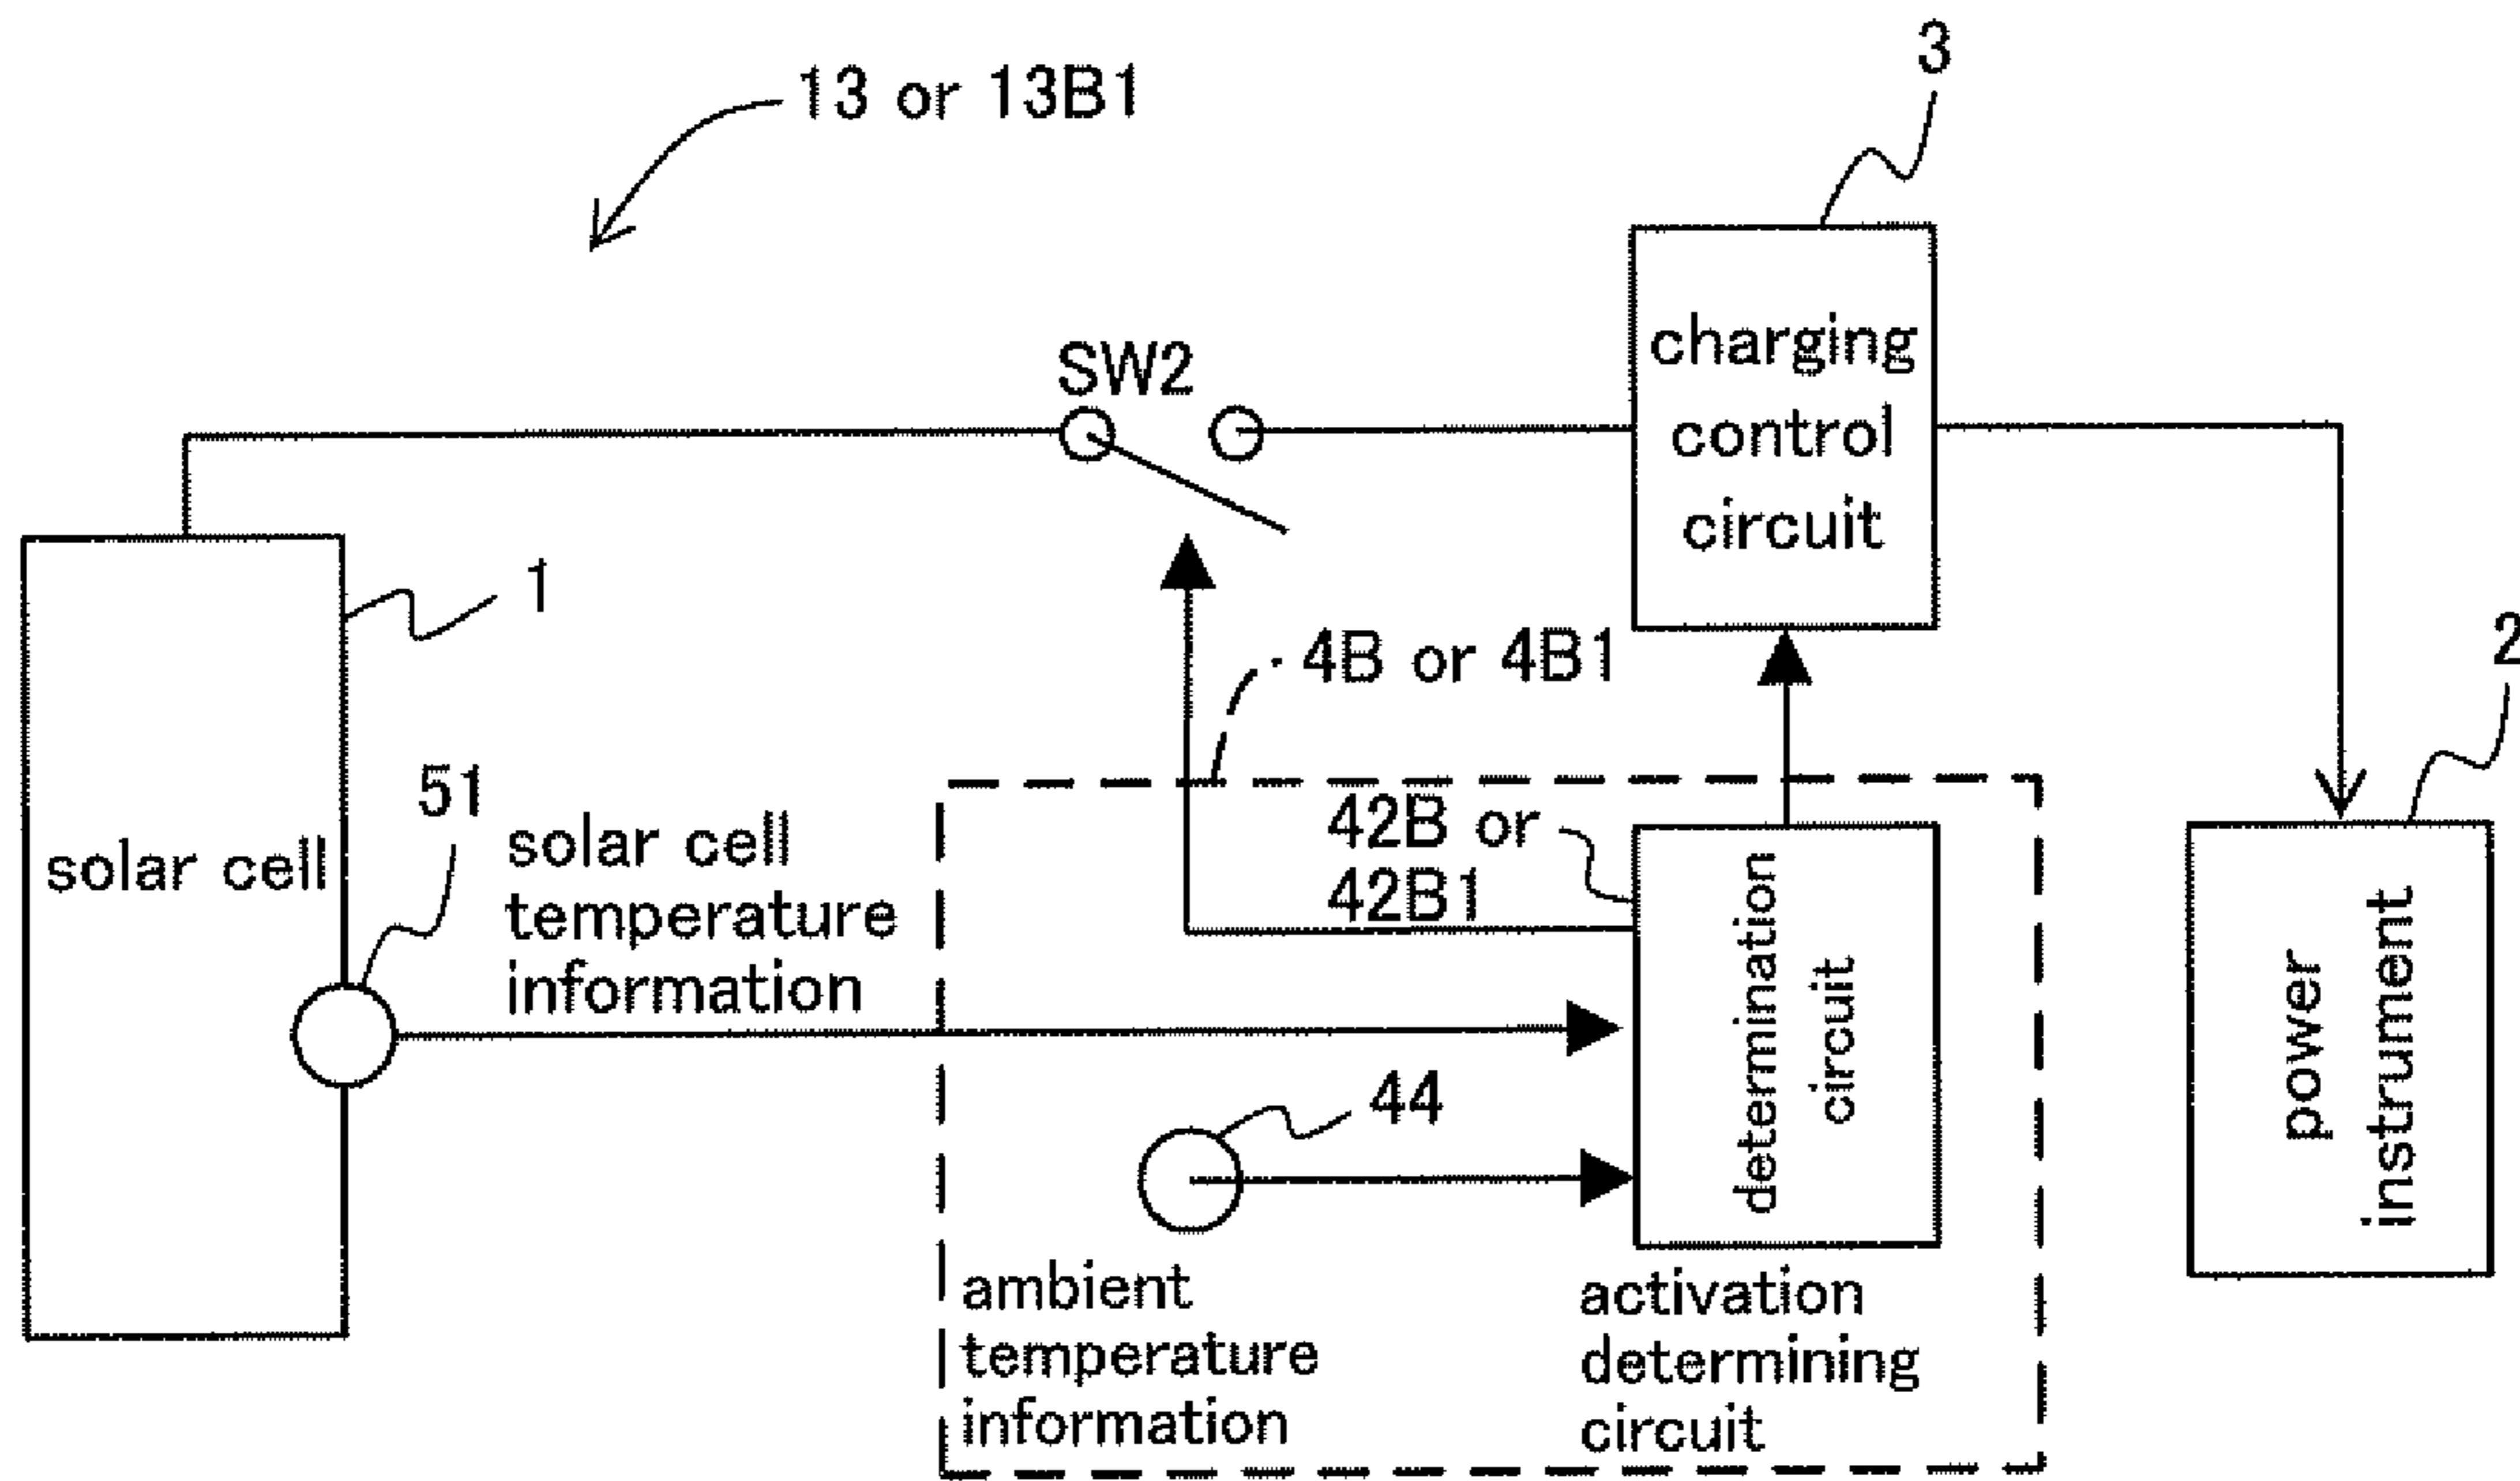 13 or 13B1
3
SW2
charging
control
circuit
1
4B or 4B1
2
51
solar cell
solar cell
temperature
information
42B or
42B1
determination
circuit
power
instrument
44
ambient
temperature
information
activation
determining
circuit